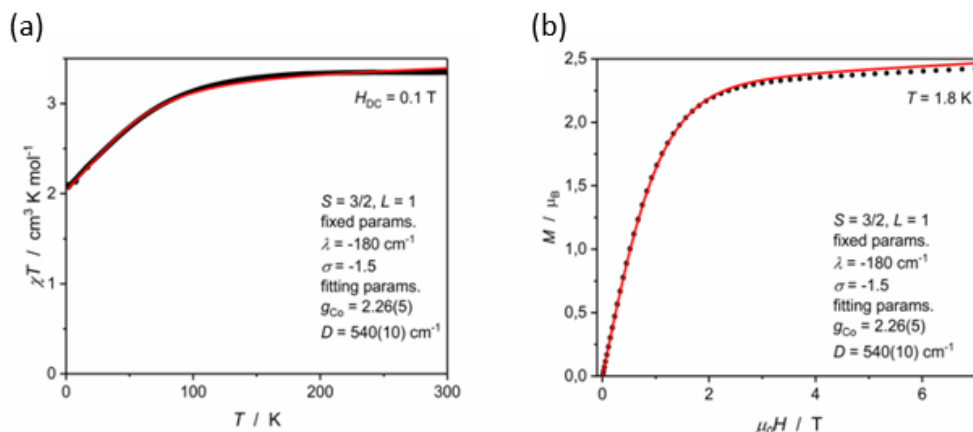 (a)
(b)
χT / cm³ K mol⁻¹
3
2
1
0
0
100
200
300
T / K
H_DC = 0.1 T
S = 3/2, L = 1
fixed params.
λ = -180 cm⁻¹
σ = -1.5
fitting params.
g_Co = 2.26(5)
D = 540(10) cm⁻¹
M / μ_B
2,5
2,0
1,5
1,0
0,5
0,0
0
2
4
6
μ₀H / T
T = 1.8 K
S = 3/2, L = 1
fixed params.
λ = -180 cm⁻¹
σ = -1.5
fitting params.
g_Co = 2.26(5)
D = 540(10) cm⁻¹